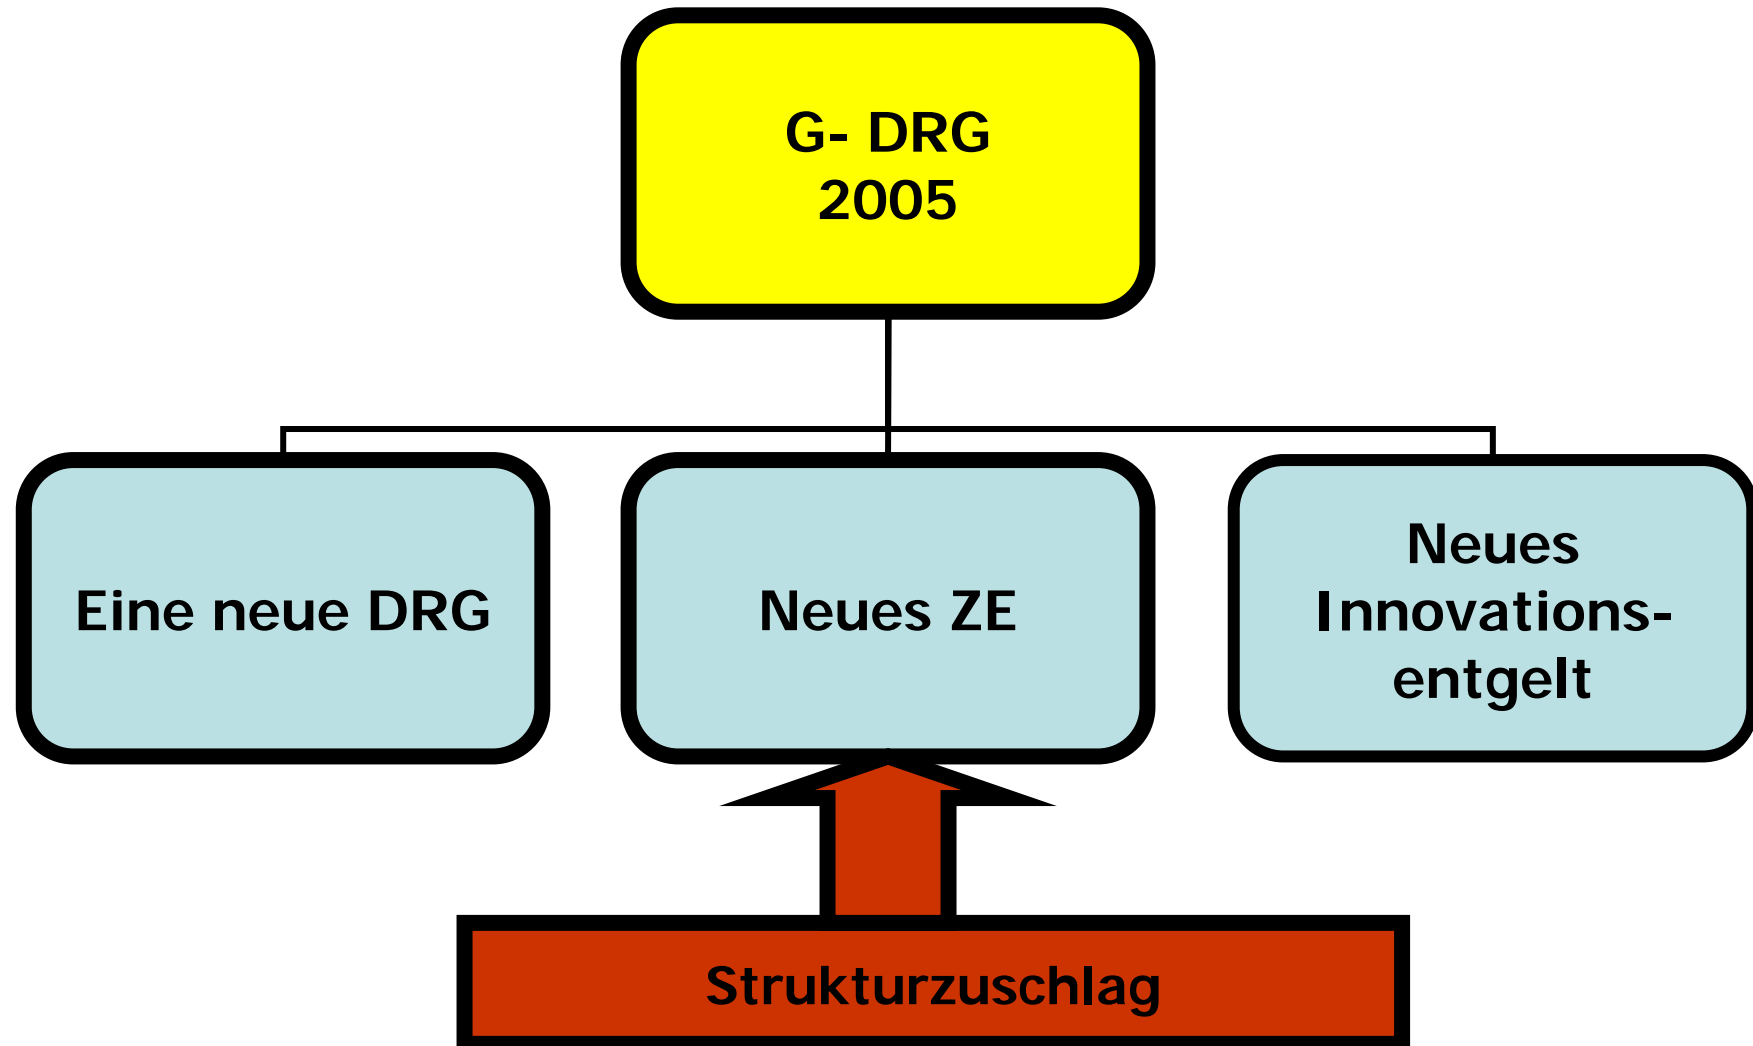 G- DRG
2005
Eine neue DRG
Neues ZE
Neues
Innovations-
entgelt
Strukturzuschlag